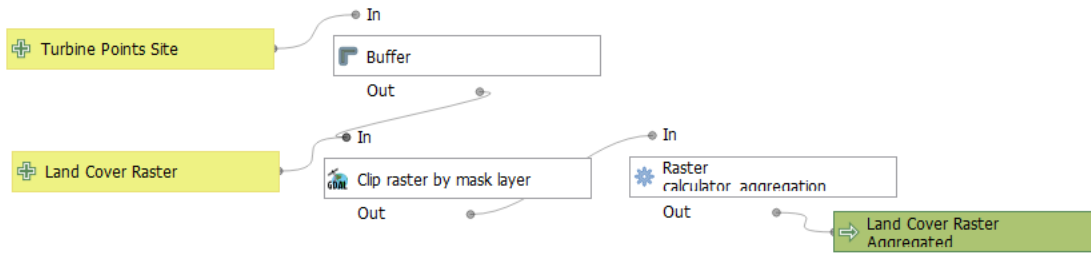 In
Turbine Points Site
Buffer
Out
In
In
Land Cover Raster
GDAL
Clip raster by mask layer
Raster
calculator_aggregation
Out
Out
Land Cover Raster
Aggregated